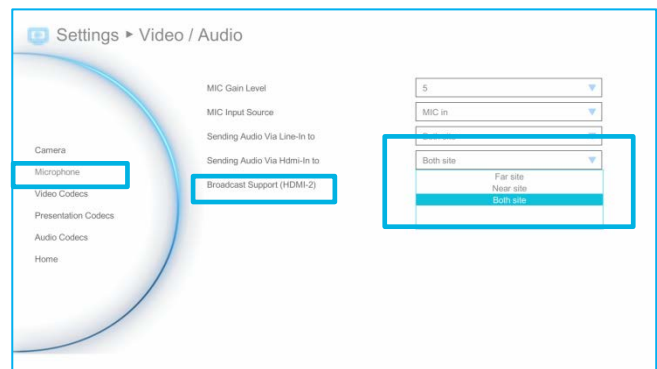 Settings ▸ Video / Audio
MIC Gain Level 5
MIC Input Source MIC in
Sending Audio Via Line-In to
Sending Audio Via Hdmi-In to Both site
Broadcast Support (HDMI-2)
Far site
Near site
Both site
Camera
Microphone
Video Codecs
Presentation Codecs
Audio Codecs
Home